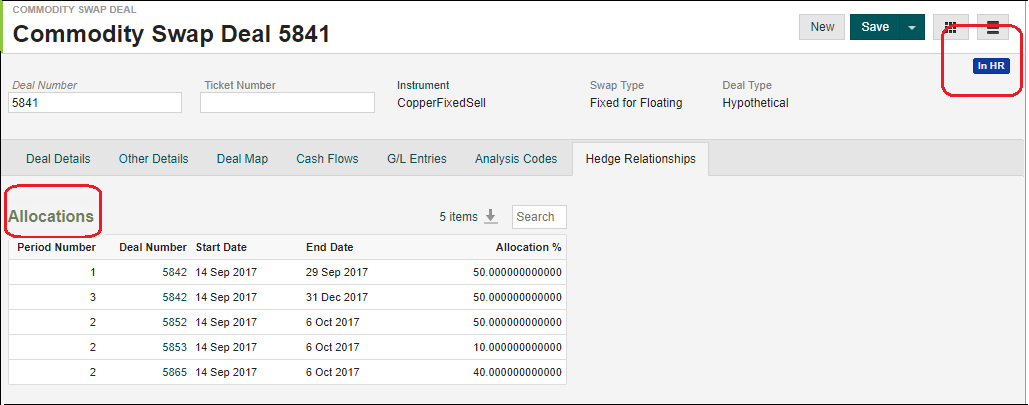 COMMODITY SWAP DEAL
Commodity Swap Deal 5841
New Save
In HR
Deal Number Ticket Number Instrument Swap Type Deal Type
5841 CopperFixedSell Fixed for Floating Hypothetical
Deal Details Other Details Deal Map Cash Flows G/L Entries Analysis Codes Hedge Relationships
Allocations 5 items Search
Period Number Deal Number Start Date End Date Allocation %
1 5842 14 Sep 2017 29 Sep 2017 50.000000000000
3 5842 14 Sep 2017 31 Dec 2017 50.000000000000
2 5852 14 Sep 2017 6 Oct 2017 50.000000000000
2 5853 14 Sep 2017 6 Oct 2017 10.000000000000
2 5865 14 Sep 2017 6 Oct 2017 40.000000000000